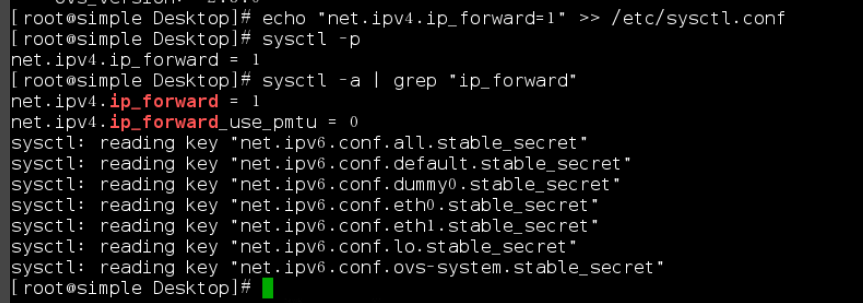 [root@simple Desktop]# echo "net.ipv4.ip_forward=1" >> /etc/sysctl.conf
[root@simple Desktop]# sysctl -p
net.ipv4.ip_forward = 1
[root@simple Desktop]# sysctl -a | grep "ip_forward"
net.ipv4.ip_forward = 1
net.ipv4.ip_forward_use_pmtu = 0
sysctl: reading key "net.ipv6.conf.all.stable_secret"
sysctl: reading key "net.ipv6.conf.default.stable_secret"
sysctl: reading key "net.ipv6.conf.dummy0.stable_secret"
sysctl: reading key "net.ipv6.conf.eth0.stable_secret"
sysctl: reading key "net.ipv6.conf.eth1.stable_secret"
sysctl: reading key "net.ipv6.conf.lo.stable_secret"
sysctl: reading key "net.ipv6.conf.ovs-system.stable_secret"
[root@simple Desktop]#